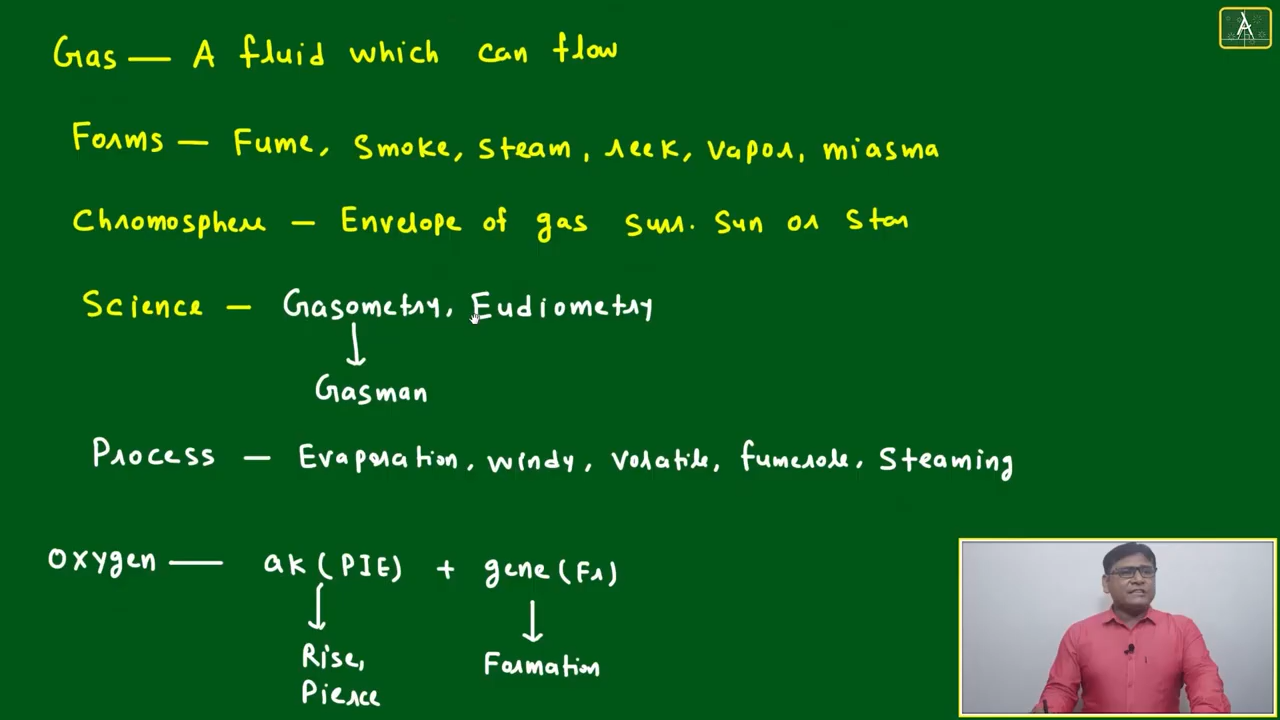 Gas — A fluid which can flow
Forms — Fume, Smoke, Steam, reek, vapor, miasma
Chromosphere — Envelope of gas surr. Sun or Star
Science — Gasometry, Eudiometry
Gasman
Process — Evaporation, windy, volatile, fumerole, Steaming
Oxygen — ak (PIE) + gene (Fr)
Rise, Formation
Pierce